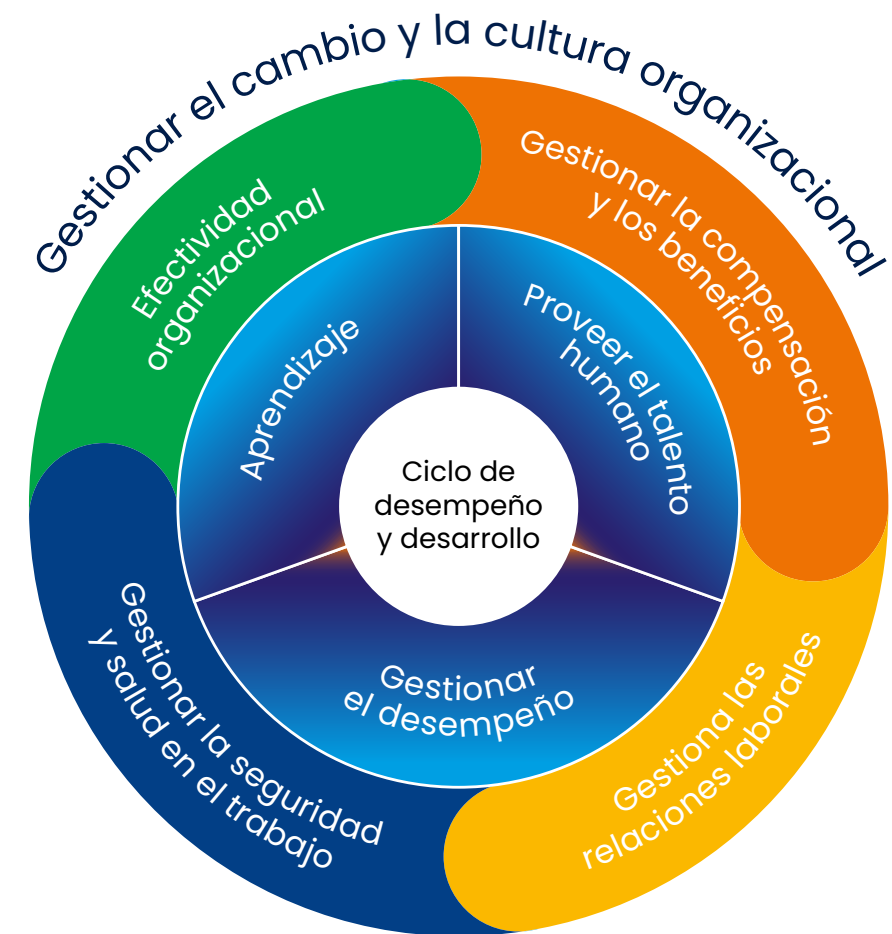 Gestionar el cambio y la cultura organizacional
Efectividad
organizacional
Gestionar la compensación
y los beneficios
Aprendizaje
Proveer el talento
humano
Ciclo de
desempeño
y desarrollo
Gestionar
el desempeño
Gestionar la seguridad
y salud en el trabajo
Gestiona las
relaciones laborales